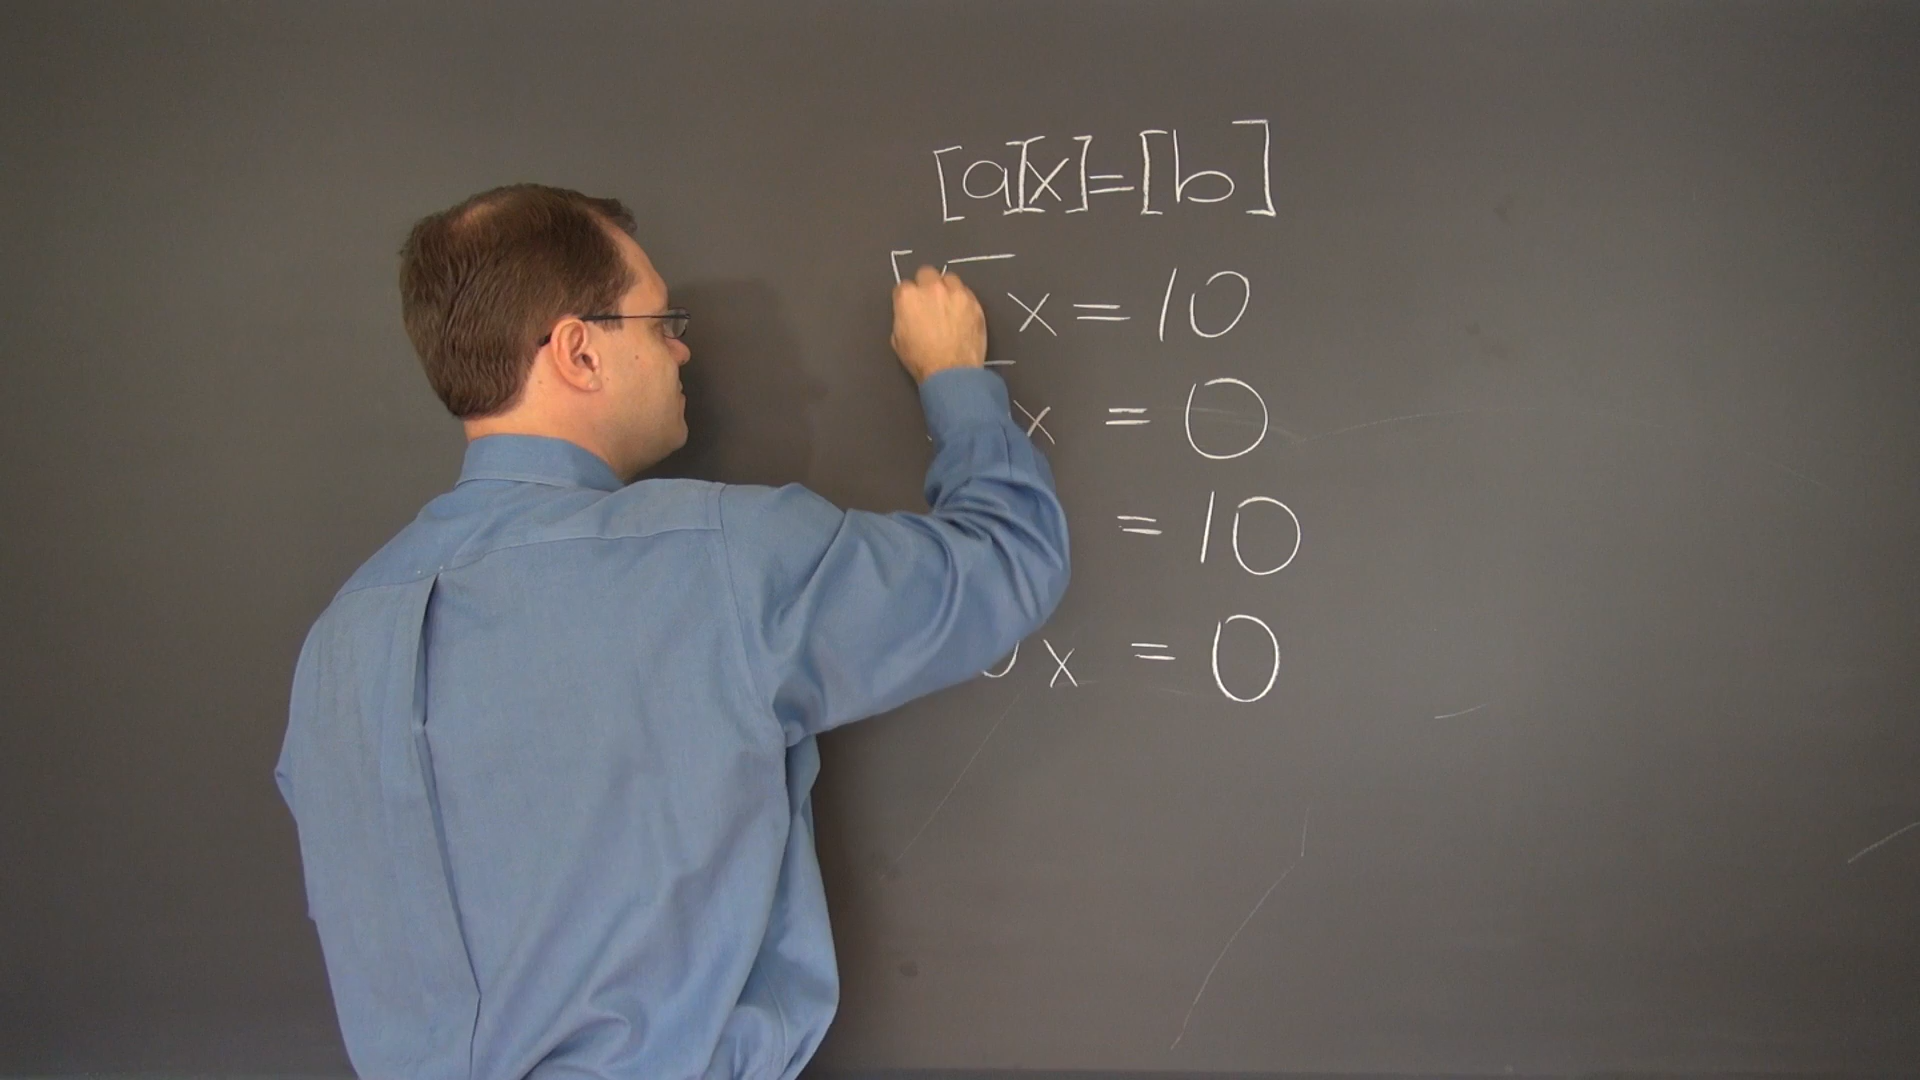 [a][x]=[b]
x = 10
x = 0
= 10
x = 0